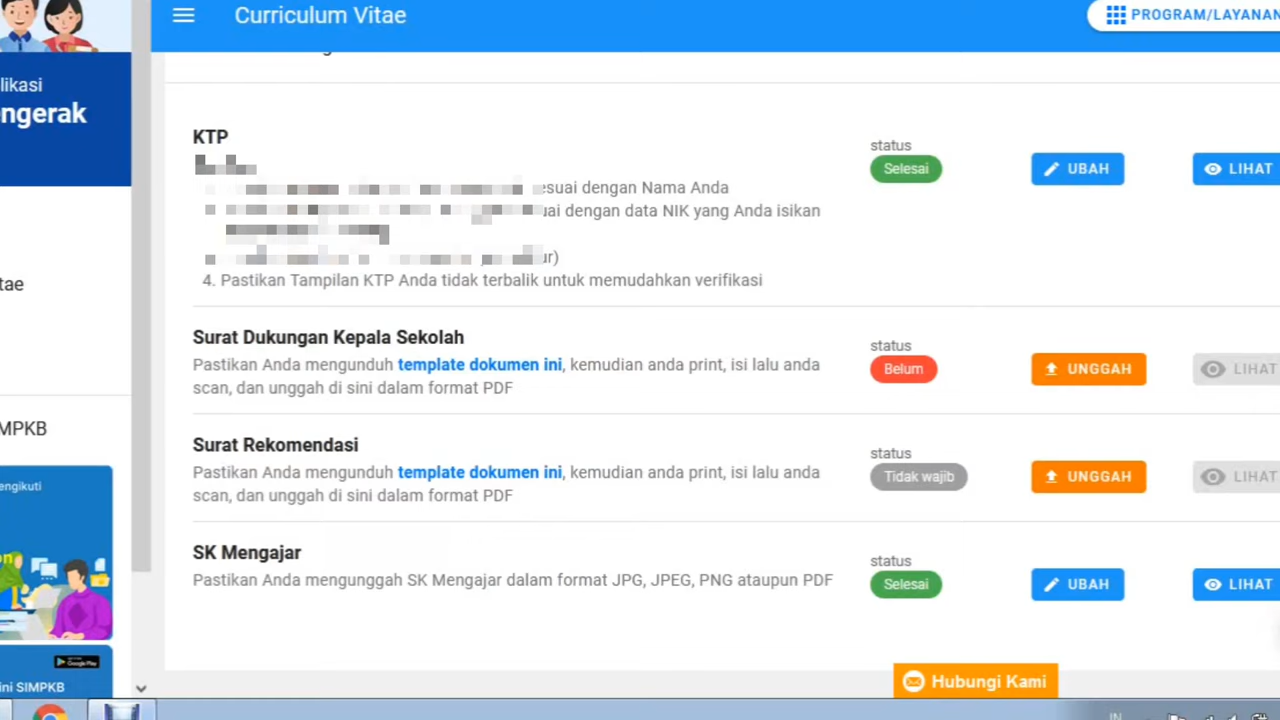 Curriculum Vitae
PROGRAM/LAYANAN
likasi
ngerak
KTP
status
Selesai
UBAH
LIHAT
esuai dengan Nama Anda
dengan data NIK yang Anda isikan
4. Pastikan Tampilan KTP Anda tidak terbalik untuk memudahkan verifikasi
tae
Surat Dukungan Kepala Sekolah
Pastikan Anda mengunduh template dokumen ini, kemudian anda print, isi lalu anda
scan, dan unggah di sini dalam format PDF
status
Belum
UNGGAH
LIHAT
MPKB
Surat Rekomendasi
Pastikan Anda mengunduh template dokumen ini, kemudian anda print, isi lalu anda
scan, dan unggah di sini dalam format PDF
status
Tidak wajib
UNGGAH
LIHAT
engikuti
SK Mengajar
Pastikan Anda mengunggah SK Mengajar dalam format JPG, JPEG, PNG ataupun PDF
status
Selesai
UBAH
LIHAT
Google Play
ini SIMPKB
Hubungi Kami
IN